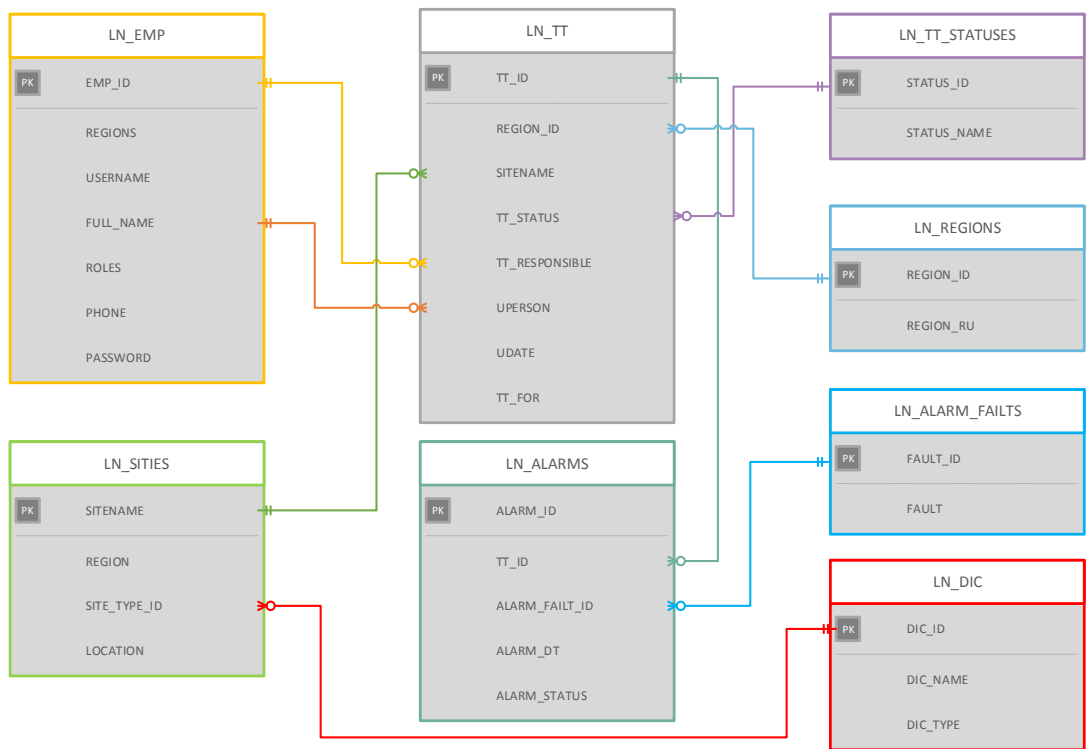 LN_EMP
PK
EMP_ID
REGIONS
USERNAME
FULL_NAME
ROLES
PHONE
PASSWORD
LN_TT
PK
TT_ID
REGION_ID
SITENAME
TT_STATUS
TT_RESPONSIBLE
UPERSON
UDATE
TT_FOR
LN_TT_STATUSES
PK
STATUS_ID
STATUS_NAME
LN_REGIONS
PK
REGION_ID
REGION_RU
LN_SITIES
PK
SITENAME
REGION
SITE_TYPE_ID
LOCATION
LN_ALARMS
PK
ALARM_ID
TT_ID
ALARM_FAILT_ID
ALARM_DT
ALARM_STATUS
LN_ALARM_FAILTS
PK
FAULT_ID
FAULT
LN_DIC
PK
DIC_ID
DIC_NAME
DIC_TYPE